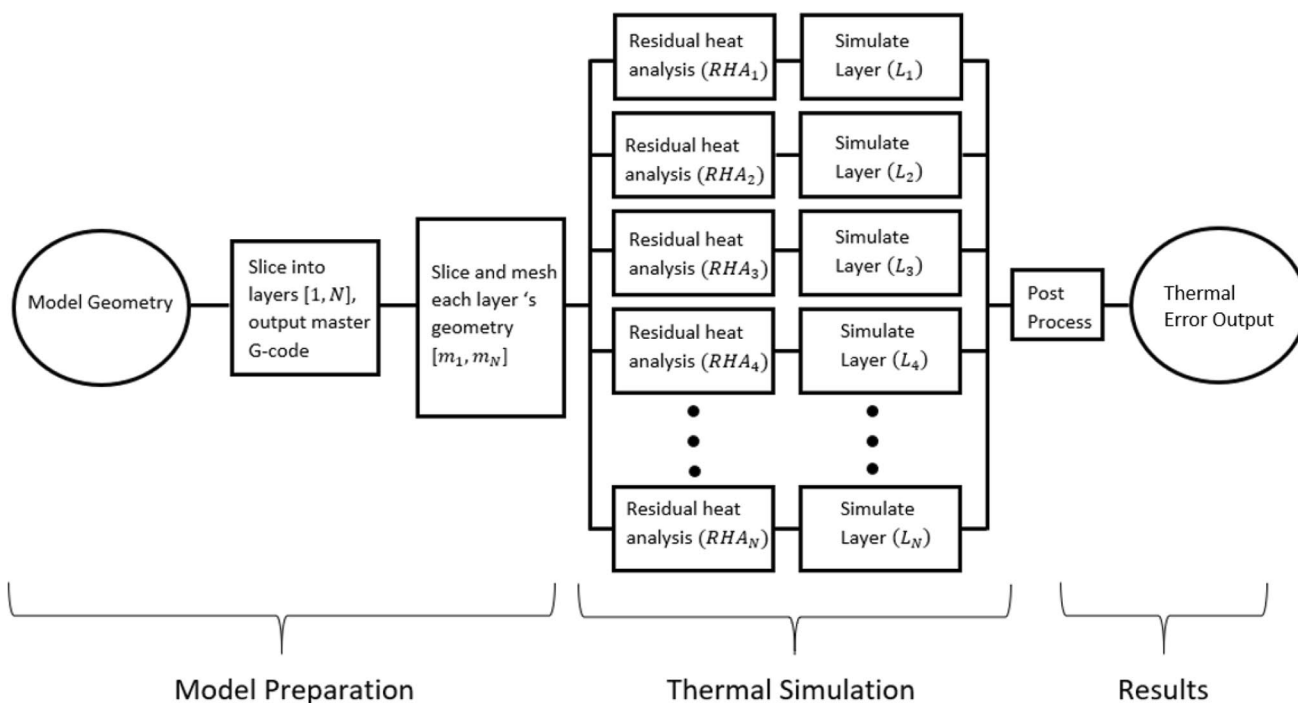 Model Geometry
Slice into
layers [1, N],
output master
G-code
Slice and mesh
each layer ‘s
geometry
[m₁, m_N]
Residual heat
analysis (RHA₁)
Simulate
Layer (L₁)
Residual heat
analysis (RHA₂)
Simulate
Layer (L₂)
Residual heat
analysis (RHA₃)
Simulate
Layer (L₃)
Residual heat
analysis (RHA₄)
Simulate
Layer (L₄)
Residual heat
analysis (RHA_N)
Simulate
Layer (L_N)
Post
Process
Thermal
Error Output
Model Preparation
Thermal Simulation
Results